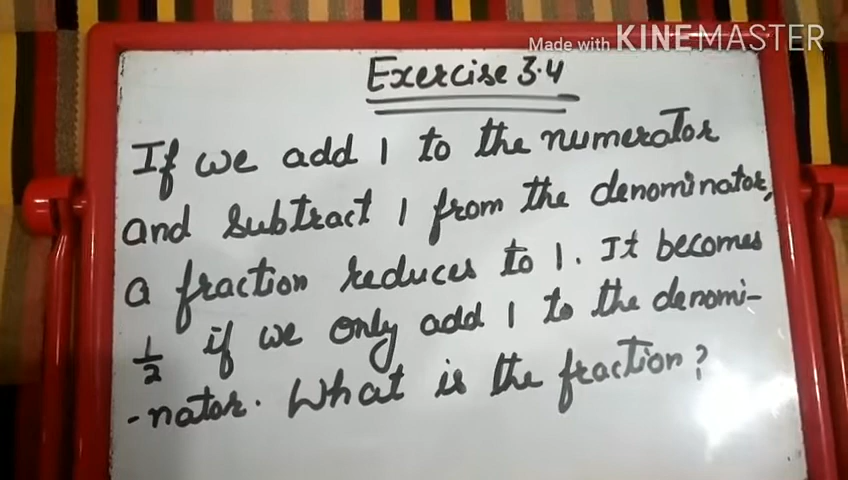 Made with KINEMASTER
Exercise 3.4
If we add 1 to the numerator
and subtract 1 from the denominator,
a fraction reduces to 1. It becomes
1/2 if we only add 1 to the denomi-
-nator. What is the fraction?